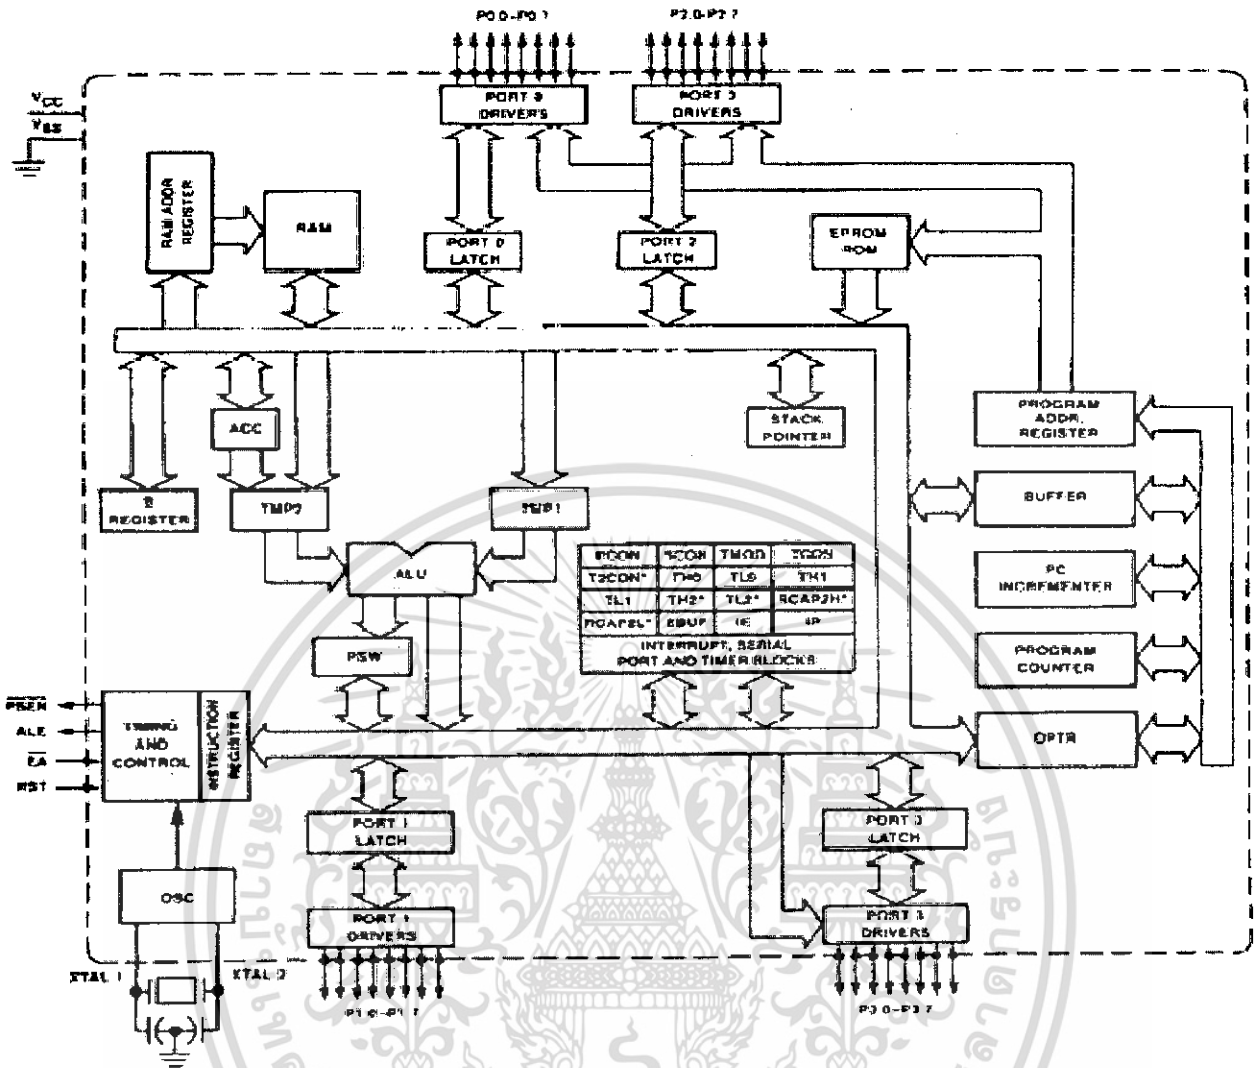 P0.0-P0.7
P2.0-P2.7
VCC
VSS
PORT 0
DRIVERS
PORT 2
DRIVERS
RAM ADDR
REGISTER
RAM
PORT 0
LATCH
PORT 2
LATCH
EPROM
ROM
ACC
STACK
POINTER
PROGRAM
ADDR.
REGISTER
B
REGISTER
TMP2
TMP1
BUFFER
ALU
PCON SCON TMOD TCON
T2CON* TH0 TL0 TH1
TL1 TH2* TL2* RCAP2H*
RCAP2L* SBUF IE IP
INTERRUPT, SERIAL
PORT AND TIMER BLOCKS
PC
INCREMENTER
PSW
PROGRAM
COUNTER
PSEN
ALE
EA
RST
TIMING
AND
CONTROL
INSTRUCTION
REGISTER
DPTR
PORT 1
LATCH
PORT 3
LATCH
OSC
PORT 1
DRIVERS
PORT 3
DRIVERS
XTAL 1
XTAL 2
P1.0-P1.7
P3.0-P3.7